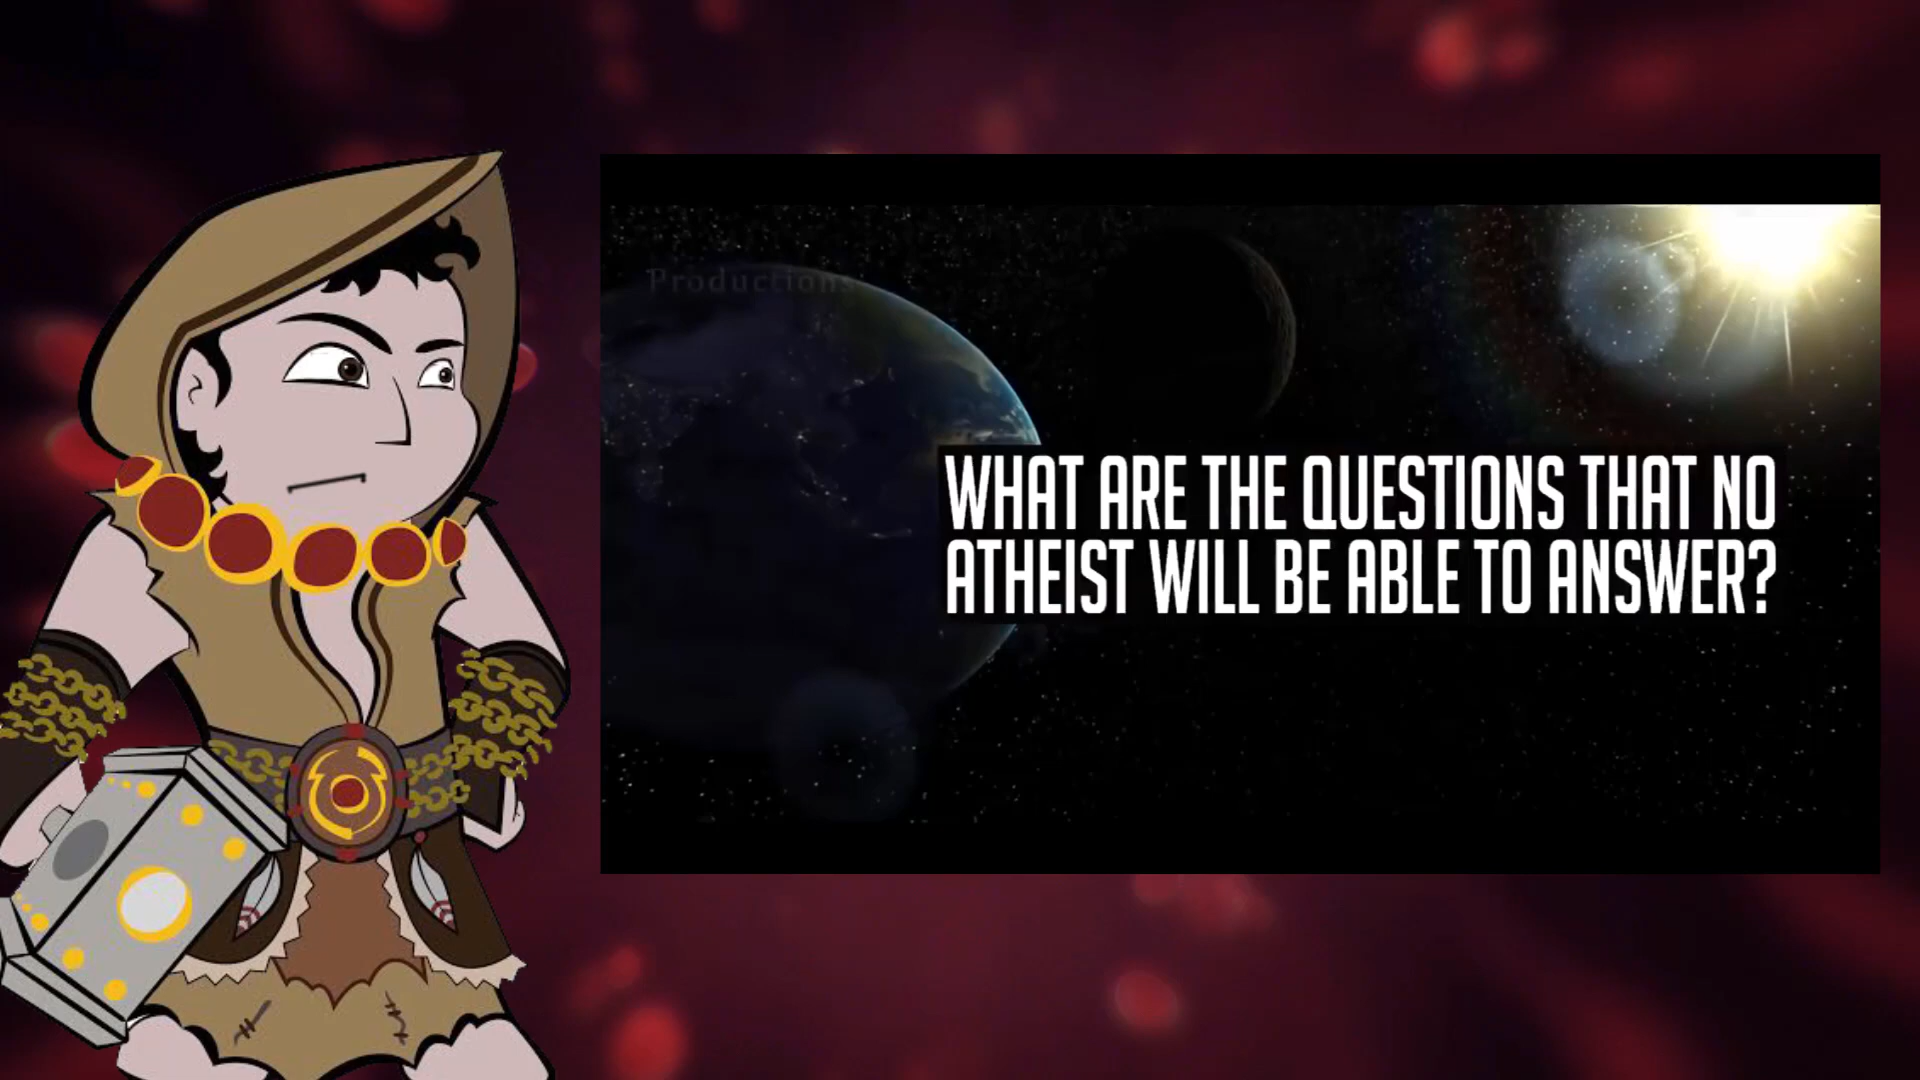 Productions
WHAT ARE THE QUESTIONS THAT NO
ATHEIST WILL BE ABLE TO ANSWER?